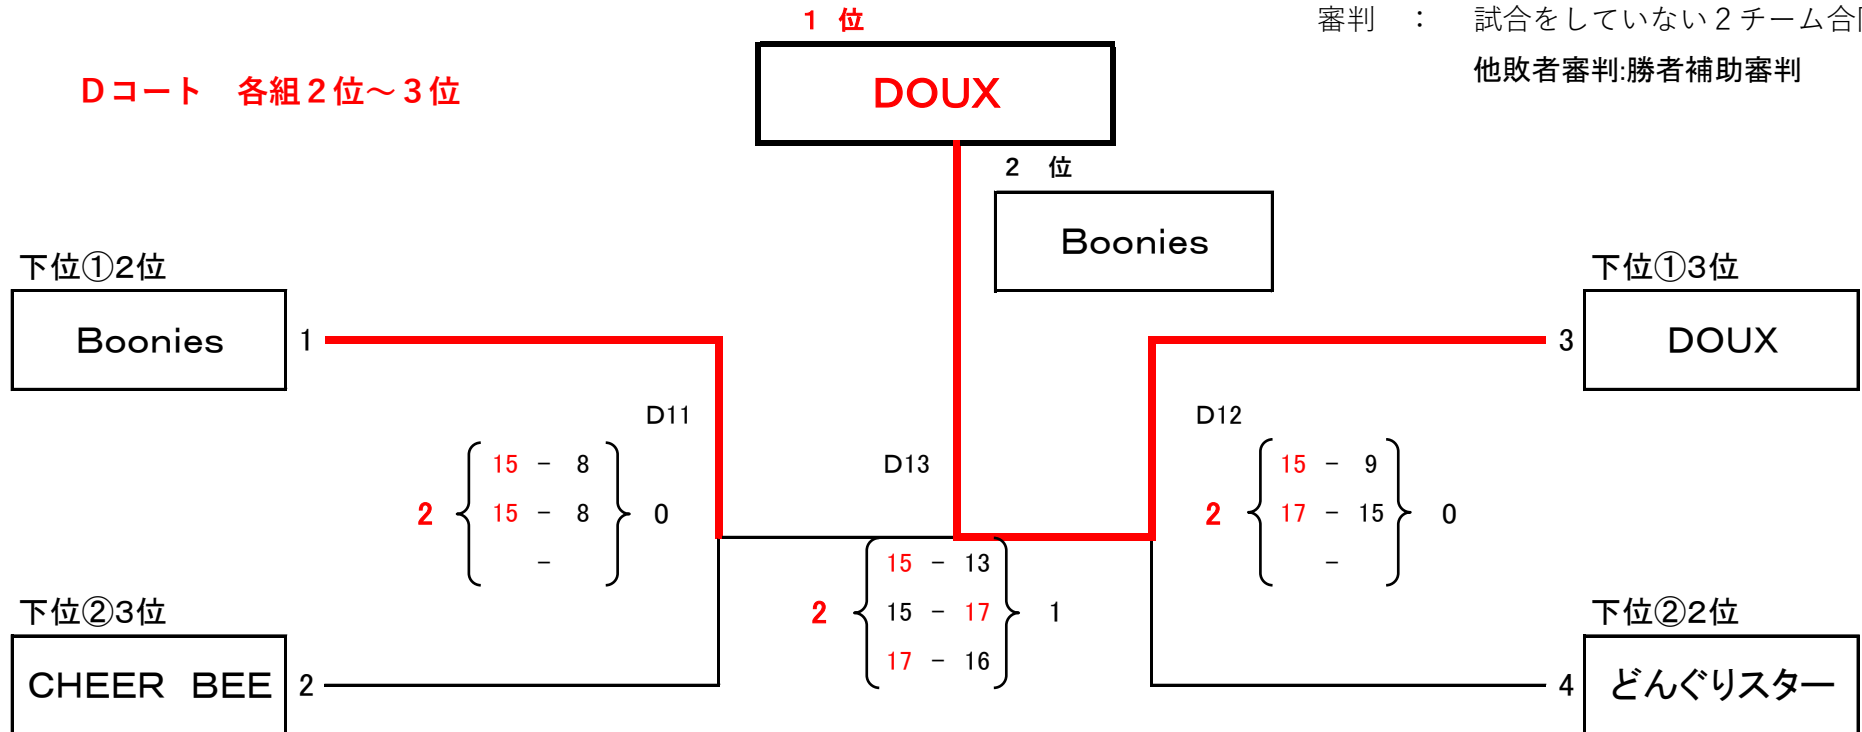 １ 位
審判 ： 試合をしていない２チーム合
他敗者審判:勝者補助審判
Ｄコート 各組２位～３位
DOUX
２ 位
Boonies
下位①2位
Boonies
1
下位①3位
3
DOUX
D11
D12
D13
15 - 8
2 15 - 8 0
-
15 - 9
2 17 - 15 0
-
15 - 13
2 15 - 17 1
17 - 16
下位②3位
CHEER BEE 2
下位②2位
4 どんぐりスター